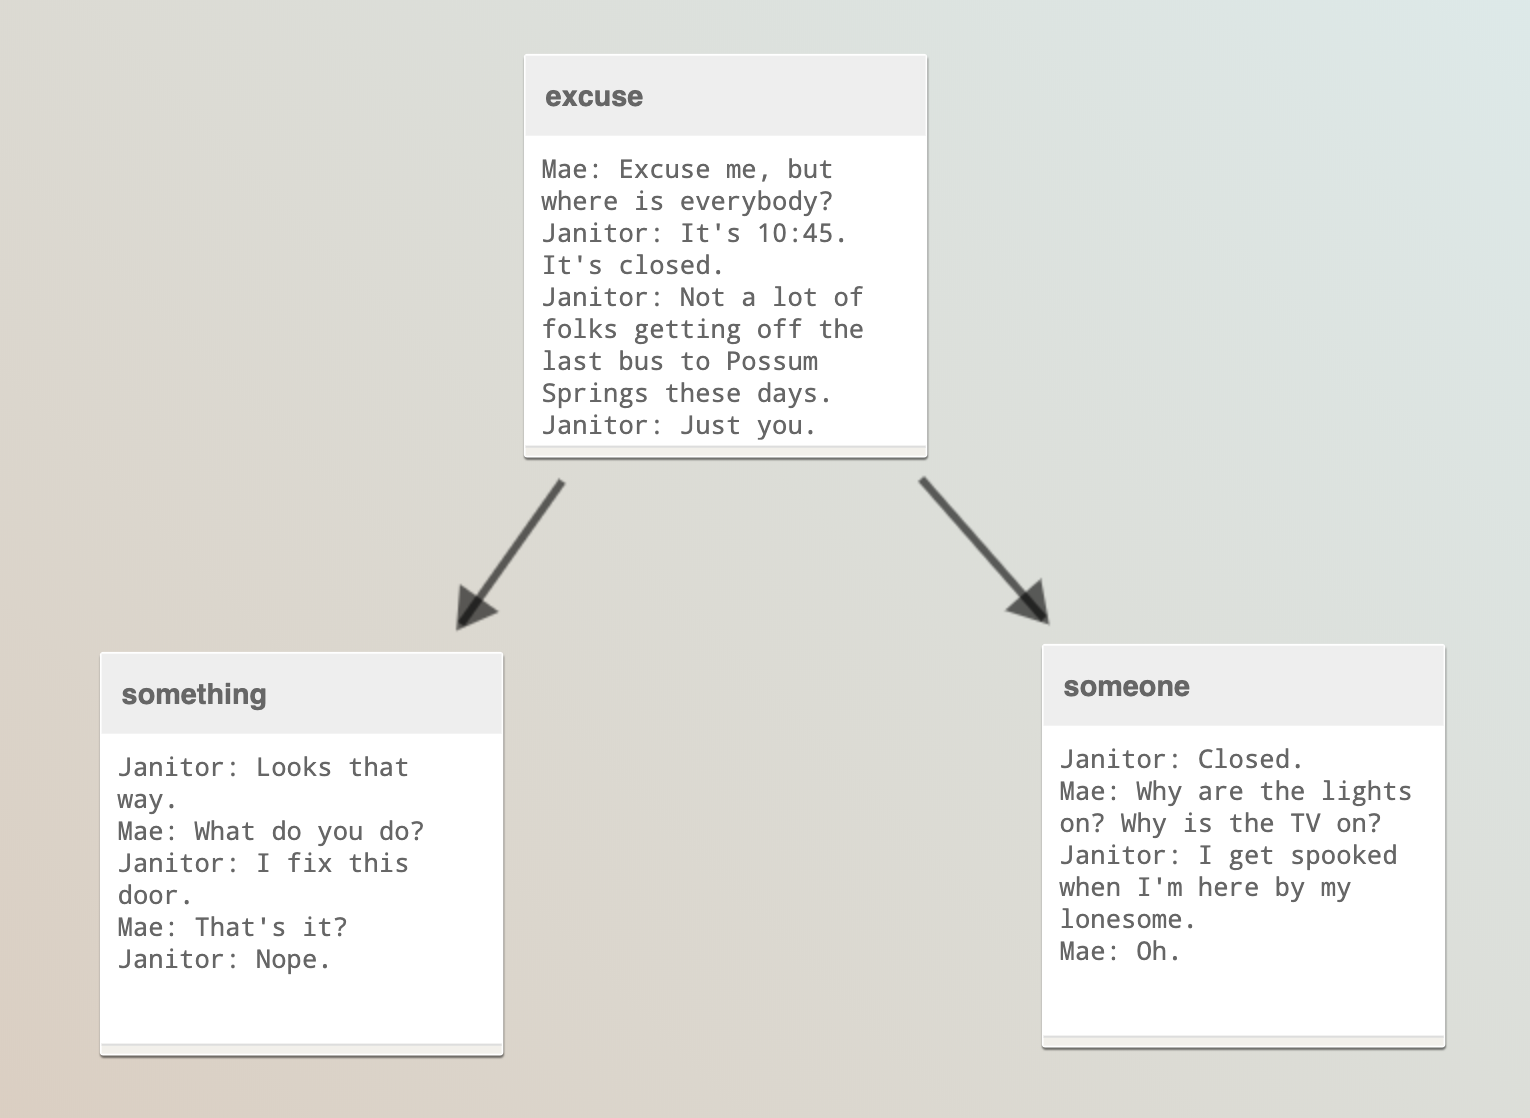 excuse
Mae: Excuse me, but
where is everybody?
Janitor: It's 10:45.
It's closed.
Janitor: Not a lot of
folks getting off the
last bus to Possum
Springs these days.
Janitor: Just you.
something
Janitor: Looks that
way.
Mae: What do you do?
Janitor: I fix this
door.
Mae: That's it?
Janitor: Nope.
someone
Janitor: Closed.
Mae: Why are the lights
on? Why is the TV on?
Janitor: I get spooked
when I'm here by my
lonesome.
Mae: Oh.